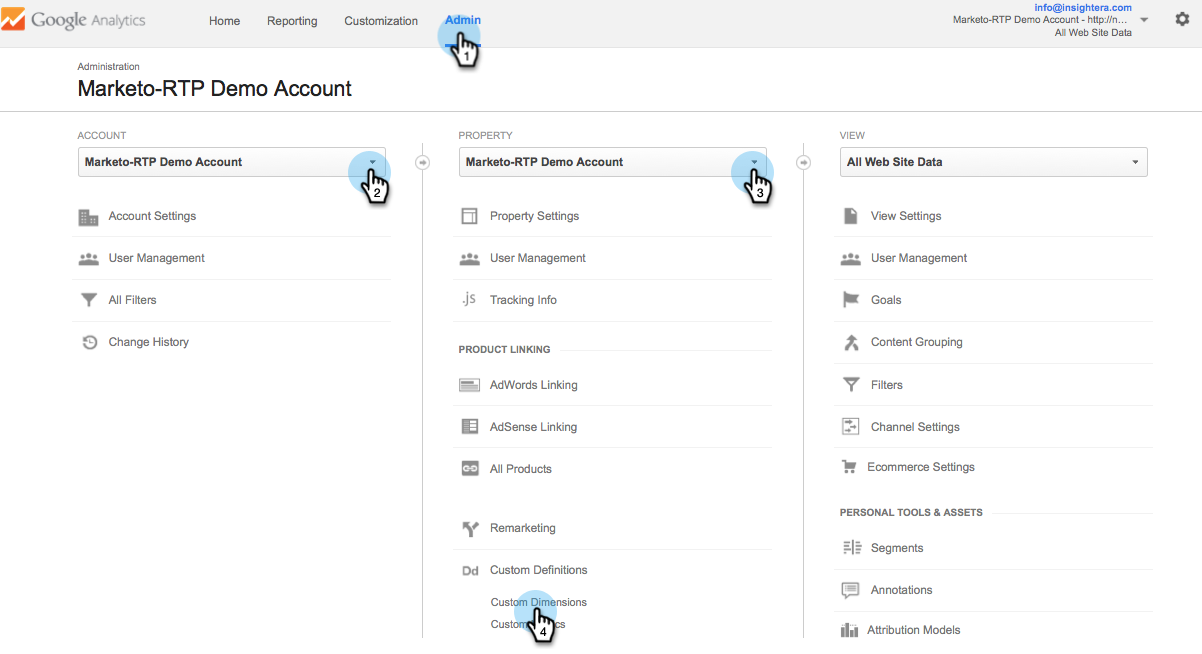 Google Analytics
Home
Reporting
Customization
Admin
info@insightera.com
Marketo-RTP Demo Account - http://n...
All Web Site Data
1
Administration
Marketo-RTP Demo Account
ACCOUNT
Marketo-RTP Demo Account
2
Account Settings
User Management
All Filters
Change History
PROPERTY
Marketo-RTP Demo Account
3
Property Settings
User Management
.js Tracking Info
PRODUCT LINKING
AdWords Linking
AdSense Linking
All Products
Remarketing
Dd Custom Definitions
Custom Dimensions
4
VIEW
All Web Site Data
View Settings
User Management
Goals
Content Grouping
Filters
Channel Settings
Ecommerce Settings
PERSONAL TOOLS & ASSETS
Segments
Annotations
Attribution Models